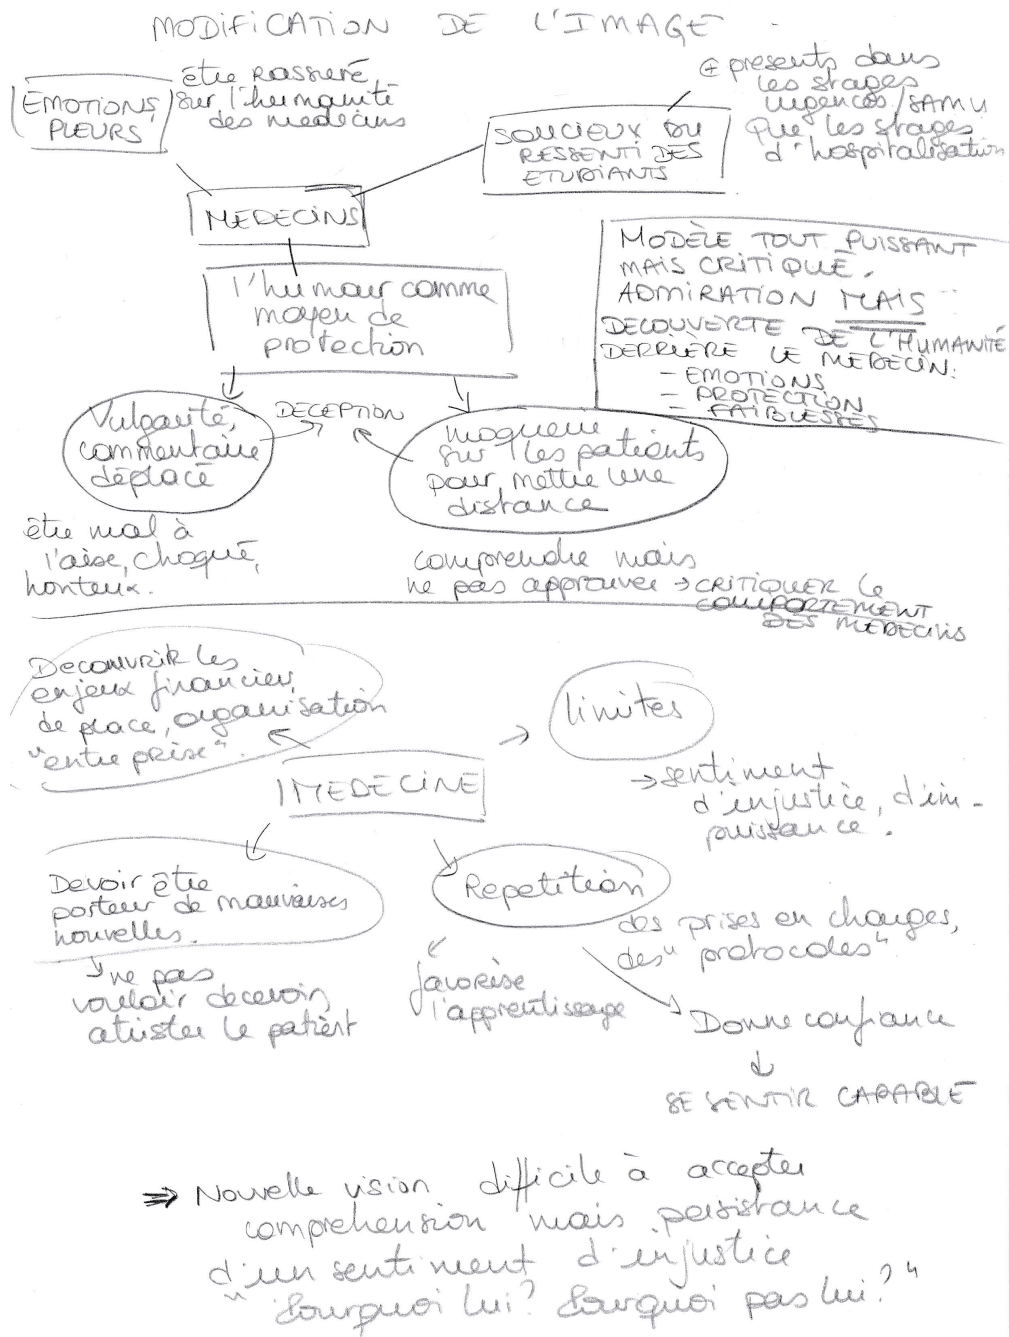 MODIFICATION DE L'IMAGE
ÉMOTIONS,
PLEURS
être rassuré,
sur l'humanité
des medecins
⊕ presents dans
les stages
urgences/SAMU
que les stages
d'hospitalisation
SOUCIEUX DU
RESSENTI DES
ETUDIANTS
MEDECINS
l'humour comme
moyen de
protection
MODÈLE TOUT PUISSANT
MAIS CRITIQUÉ.
ADMIRATION MAIS
DECOUVERTE DE L'HUMANITÉ
DERRIÈRE LE MEDECIN:
- EMOTIONS
- PROTECTION
- FAIBLESSES
Vulgarité,
commentaire
déplacé
DECEPTION
moquerie
sur les patients
pour mettre une
distance
être mal à
l'aise, choqué,
honteux.
comprendre mais
ne pas approuver → CRITIQUER le
COMPORTEMENT
DES MEDECINS
Decouvrir les
enjeux financiers,
de place, organisation
"entreprise".
limites
→ sentiment
d'injustice, d'im-
puissance.
MEDECINE
Devoir être
porteur de mauvaises
nouvelles.
↳ ne pas
vouloir decevoir,
attrister le patient
Repetition
des prises en charges,
des "protocoles"
favorise
l'apprentissage
Donne confiance
↓
SE SENTIR CAPABLE
⇒ Nouvelle vision difficile à accepter
comprehension mais persistance
d'un sentiment d'injustice
"Pourquoi lui? Pourquoi pas lui?"